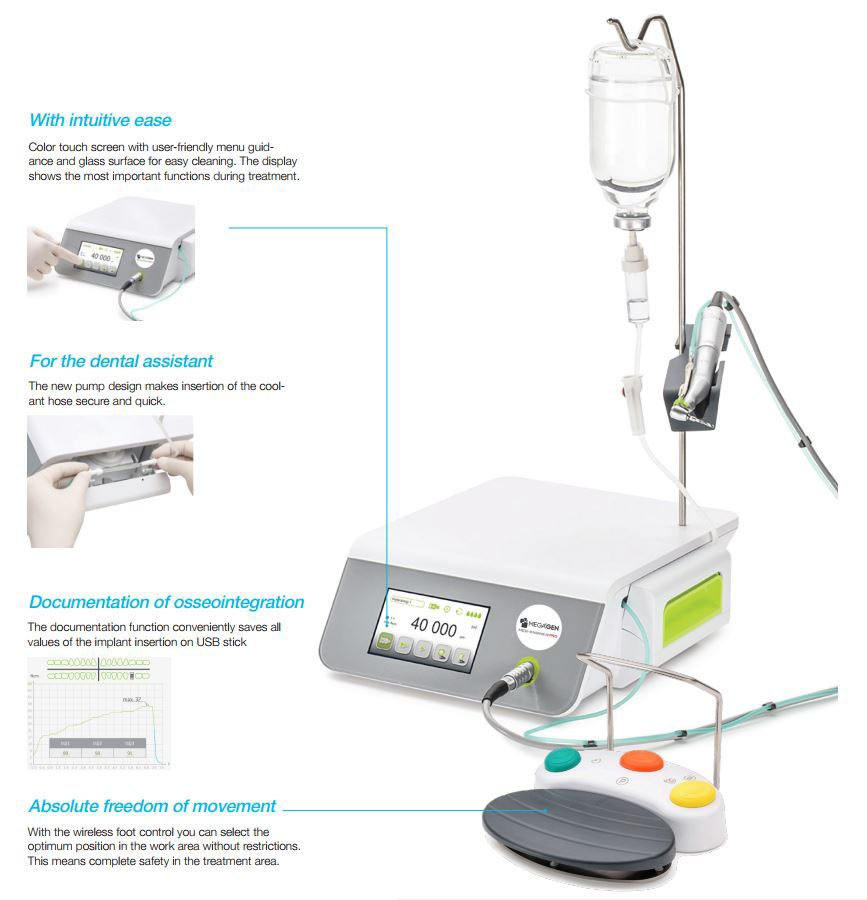 With intuitive ease
Color touch screen with user-friendly menu guid-
ance and glass surface for easy cleaning. The display
shows the most important functions during treatment.
40 000
For the dental assistant
The new pump design makes insertion of the cool-
ant hose secure and quick.
40 000
MEGAGEN
Documentation of osseointegration
The documentation function conveniently saves all
values of the implant insertion on USB stick
Ncm
max. 37
Absolute freedom of movement
With the wireless foot control you can select the
optimum position in the work area without restrictions.
This means complete safety in the treatment area.